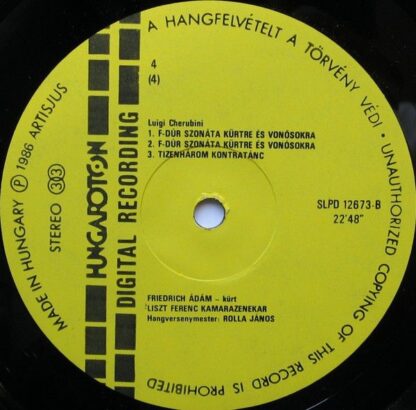 A HANGFELVÉTELT A TÖRVÉNY VÉDI • UNAUTHORIZED COPYING OF THIS RECORD IS PROHIBITED
MADE IN HUNGARY Ⓟ 1986 ARTISJUS
STEREO 33
HUNGAROTON
DIGITAL RECORDING
4
(4)
Luigi Cherubini
1. F-DÚR SZONÁTA KÜRTRE ÉS VONÓSOKRA
2. F-DÚR SZONÁTA KÜRTRE ÉS VONÓSOKRA
3. TIZENHÁROM KONTRATÁNC
SLPD 12673-B
22'48"
FRIEDRICH ÁDÁM – kürt
LISZT FERENC KAMARAZENEKAR
Hangversenymester: ROLLA JÁNOS